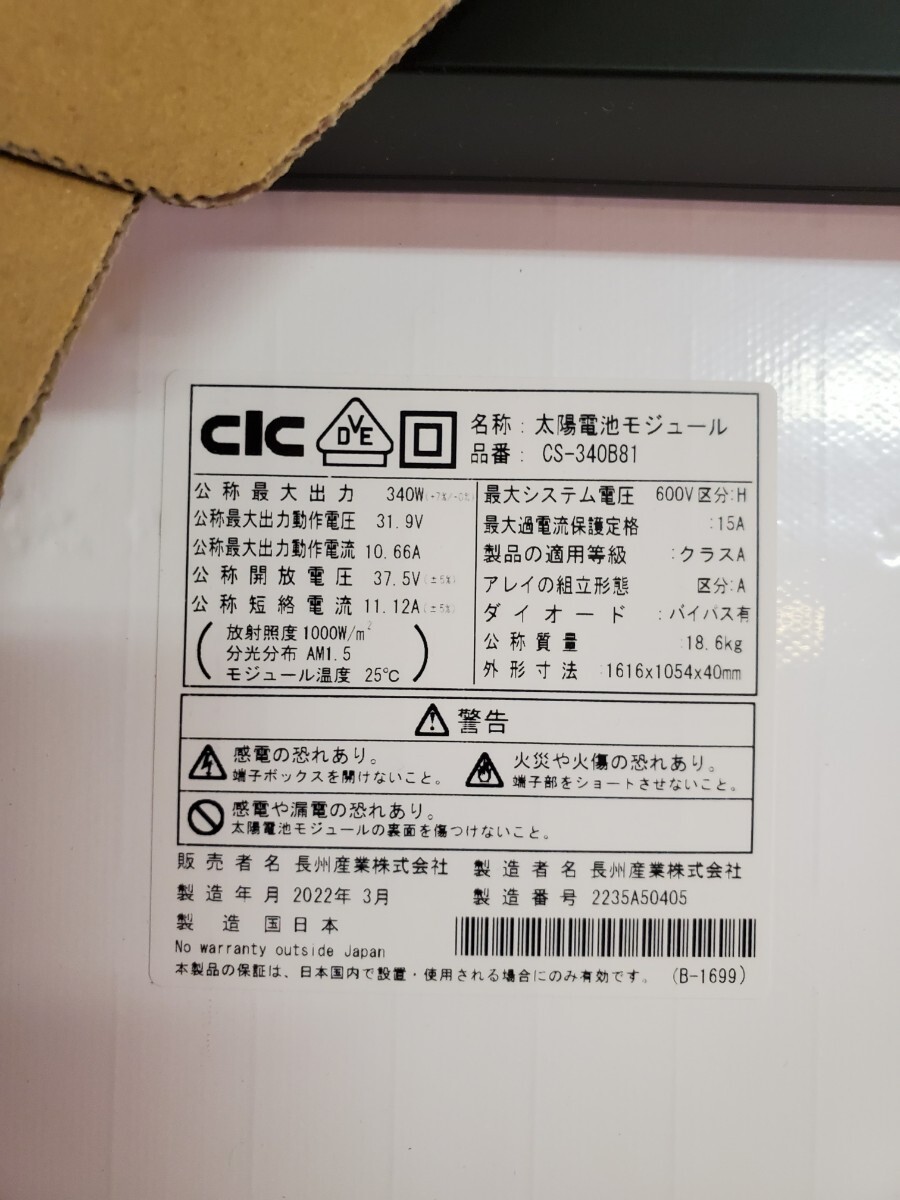 CIC
DVE
名称：太陽電池モジュール
品番：CS-340B81
公称最大出力 340W
公称最大出力動作電圧 31.9V
公称最大出力動作電流 10.66A
公称開放電圧 37.5V(±5%)
公称短絡電流 11.12A(±5%)
放射照度 1000W/m²
分光分布 AM1.5
モジュール温度 25℃
最大システム電圧 600V区分:H
最大過電流保護定格 :15A
製品の適用等級 :クラスA
アレイの組立形態 区分:A
ダイオード :バイパス有
公称質量 :18.6kg
外形寸法 :1616x1054x40mm
警告
感電の恐れあり。
端子ボックスを開けないこと。
火災や火傷の恐れあり。
端子部をショートさせないこと。
感電や漏電の恐れあり。
太陽電池モジュールの裏面を傷つけないこと。
販売者名 長州産業株式会社 製造者名 長州産業株式会社
製造年月 2022年 3月 製造番号 2235A50405
製造国日本
No warranty outside Japan
本製品の保証は、日本国内で設置・使用される場合にのみ有効です。 (B-1699)